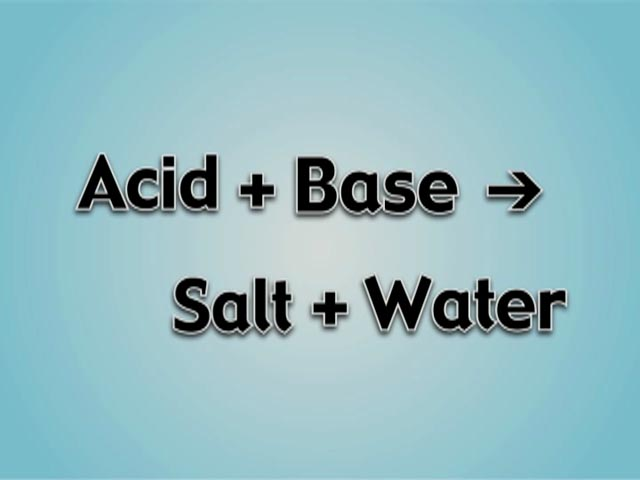 Acid + Base →
Salt + Water